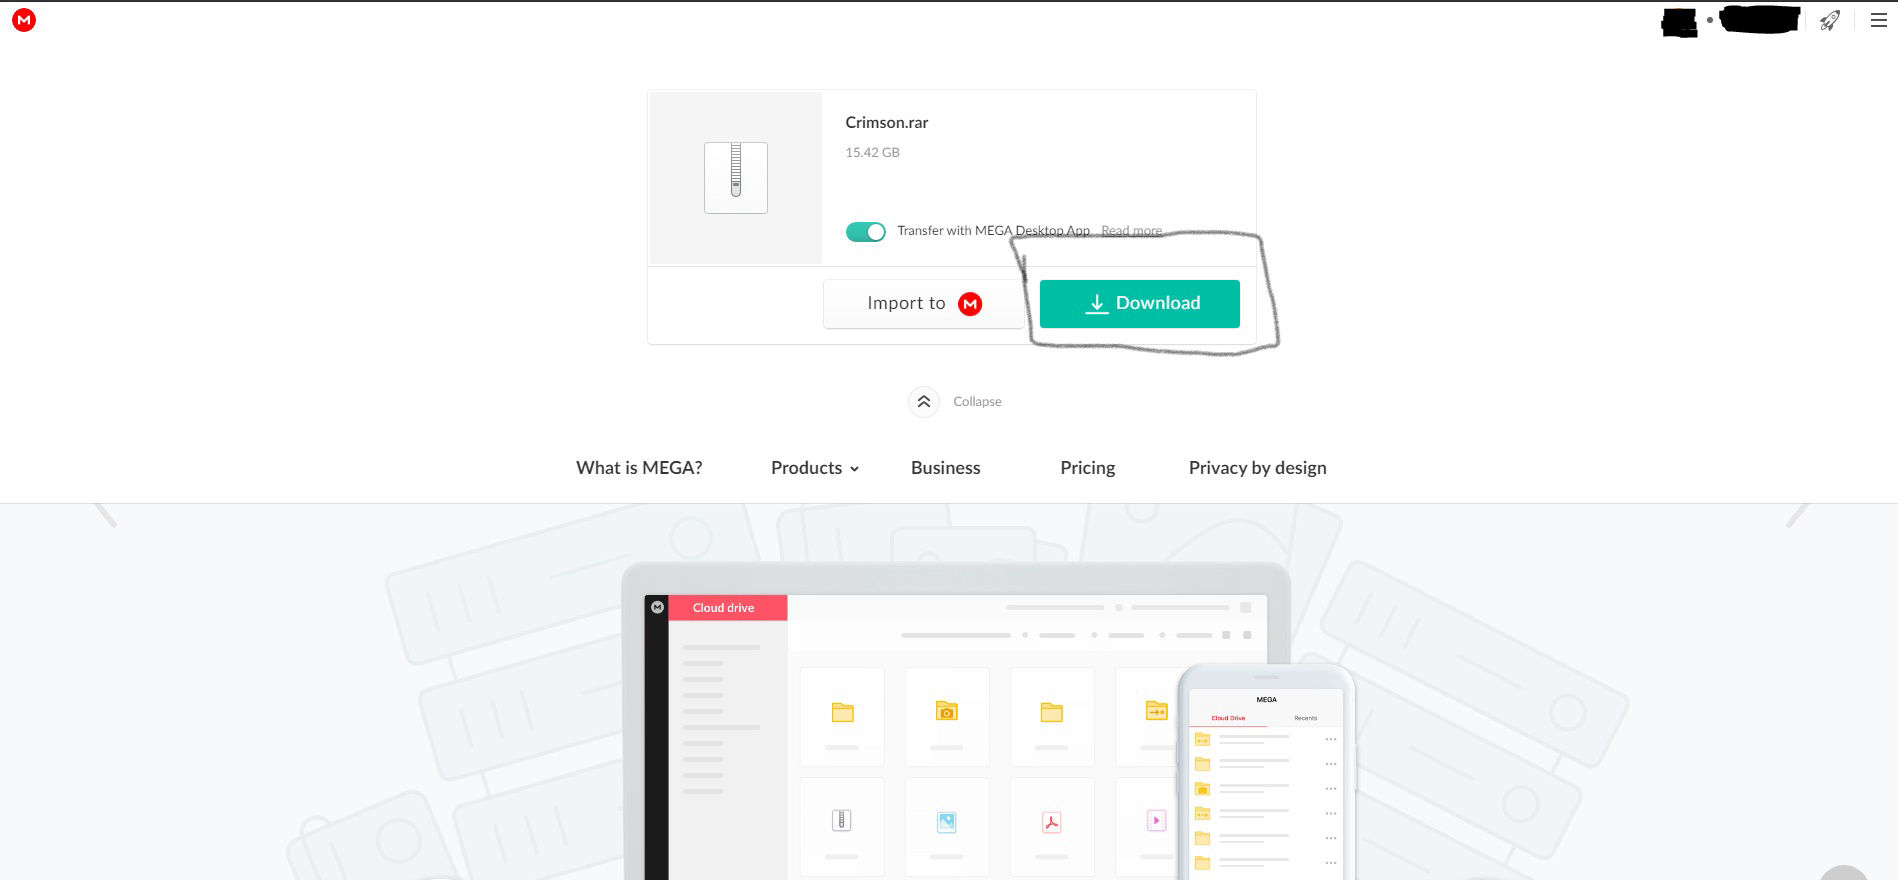 Crimson.rar
15.42 GB
Transfer with MEGA Desktop App Read more
Import to M
Download
Collapse
What is MEGA? Products Business Pricing Privacy by design
Cloud drive
MEGA
Cloud Drive Recents